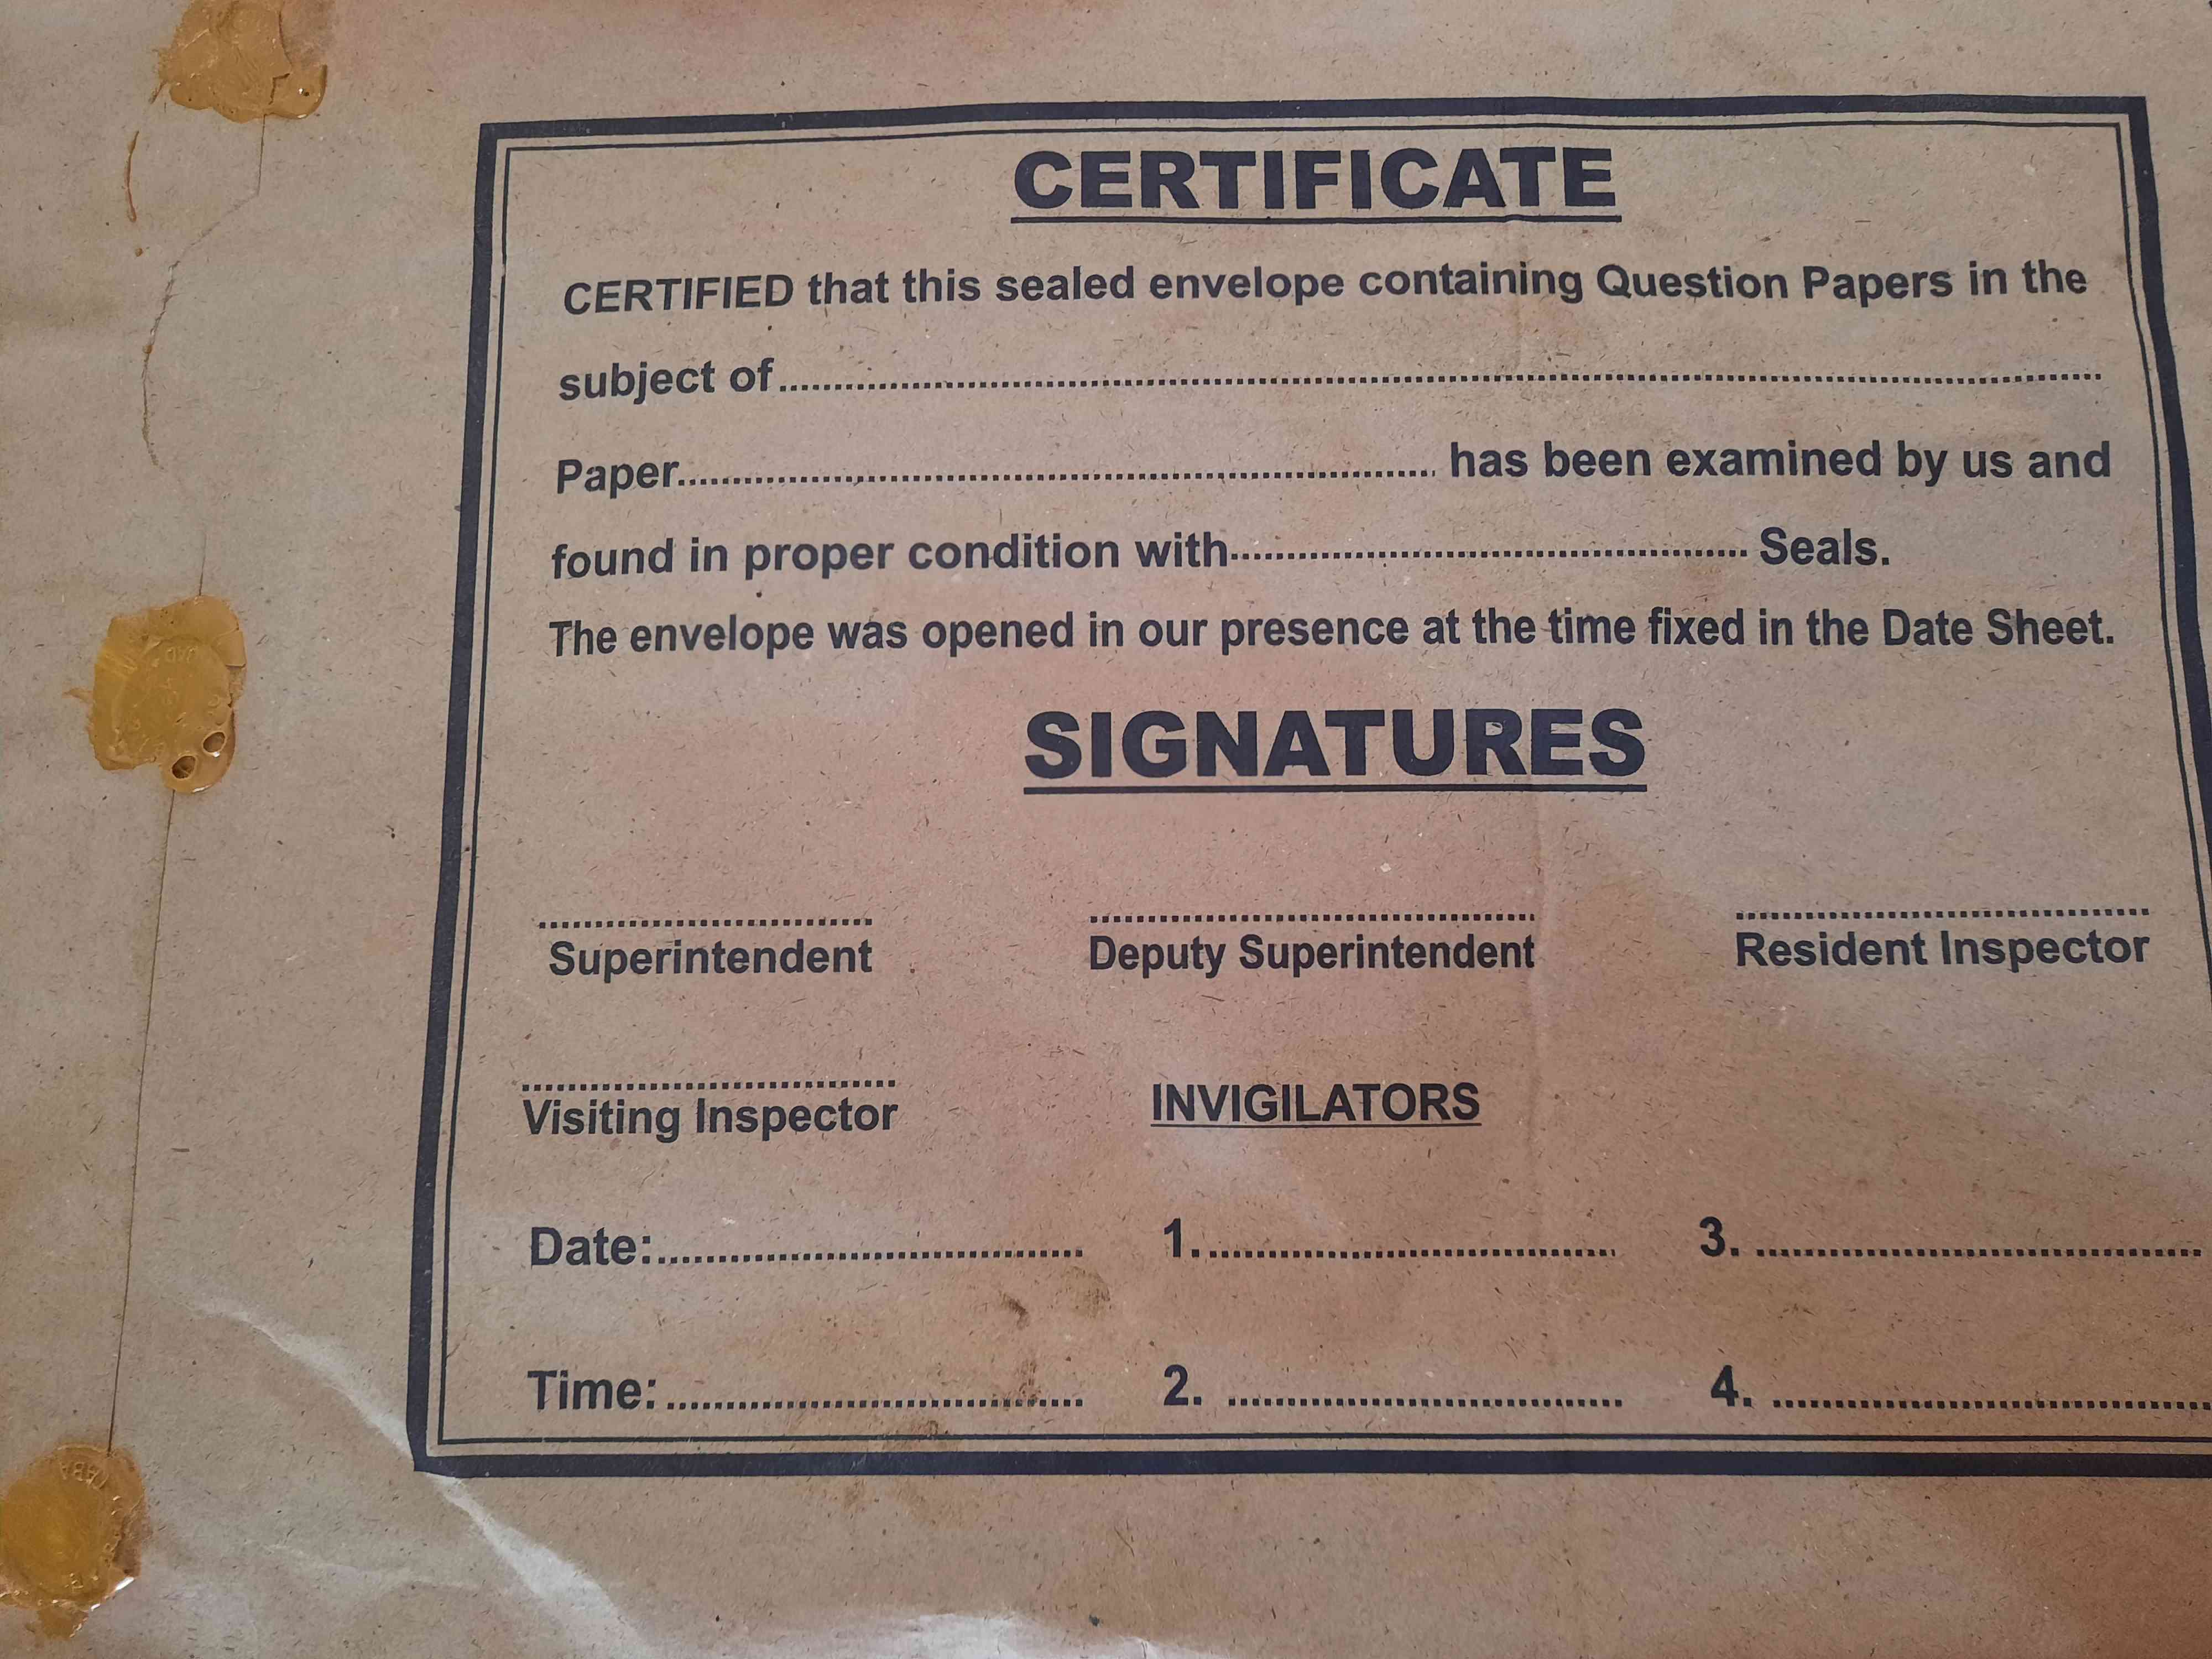 CERTIFICATE
CERTIFIED that this sealed envelope containing Question Papers in the
subject of................................................................
Paper................................................ has been examined by us and
found in proper condition with................................ Seals.
The envelope was opened in our presence at the time fixed in the Date Sheet.
SIGNATURES
Superintendent Deputy Superintendent Resident Inspector
Visiting Inspector INVIGILATORS
Date:.............................. 1............................... 3. ..............................
Time:.............................. 2. .............................. 4. ..............................